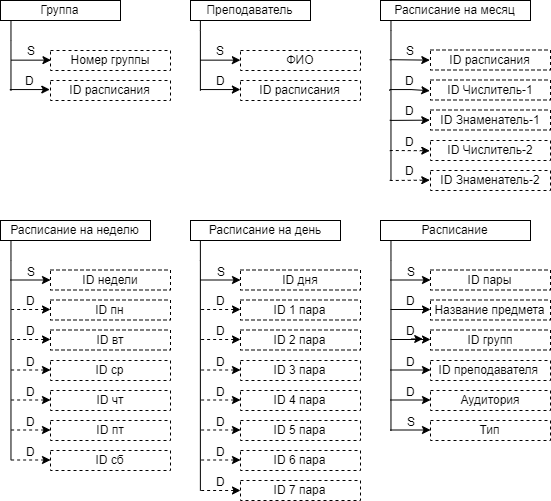 Группа
S
Номер группы
D
ID расписания
Преподаватель
S
ФИО
D
ID расписания
Расписание на месяц
S
ID расписания
D
ID Числитель-1
D
ID Знаменатель-1
D
ID Числитель-2
D
ID Знаменатель-2
Расписание на неделю
S
ID недели
D
ID пн
D
ID вт
D
ID ср
D
ID чт
D
ID пт
D
ID сб
Расписание на день
S
ID дня
D
ID 1 пара
D
ID 2 пара
D
ID 3 пара
D
ID 4 пара
D
ID 5 пара
D
ID 6 пара
D
ID 7 пара
Расписание
S
ID пары
D
Название предмета
D
ID групп
D
ID преподавателя
D
Аудитория
S
Тип